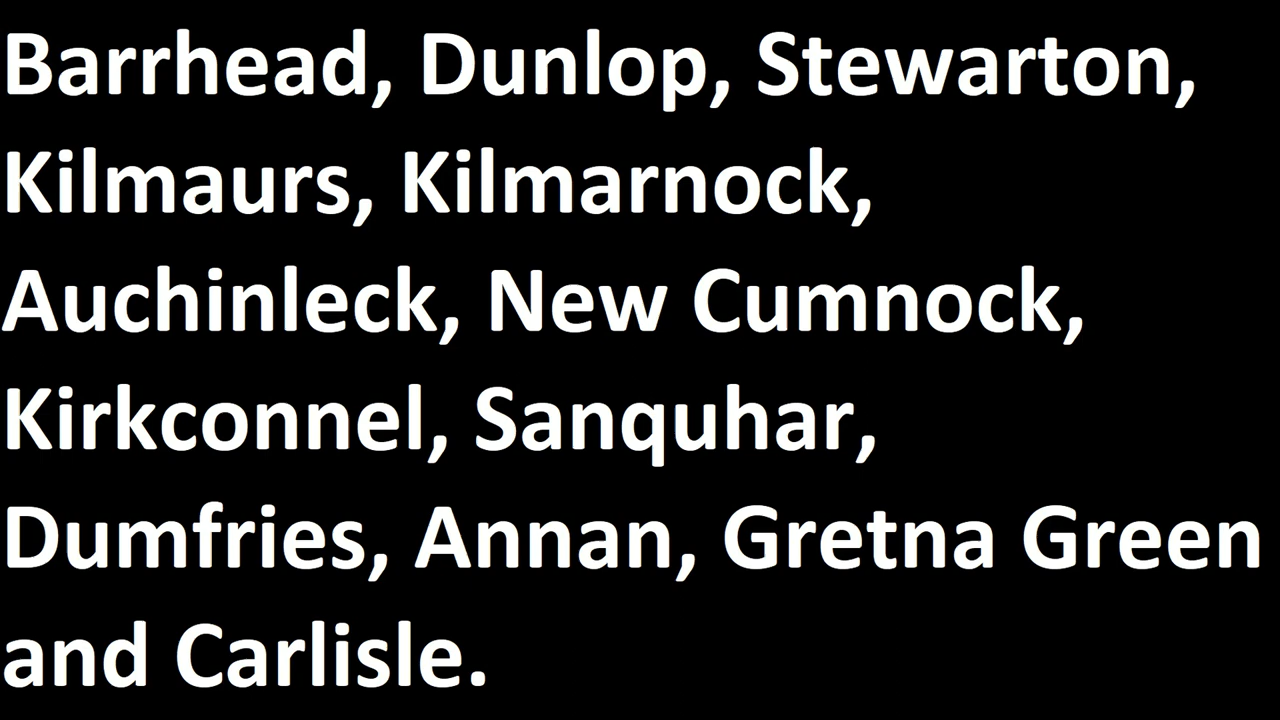 Barrhead, Dunlop, Stewarton,
Kilmaurs, Kilmarnock,
Auchinleck, New Cumnock,
Kirkconnel, Sanquhar,
Dumfries, Annan, Gretna Green
and Carlisle.